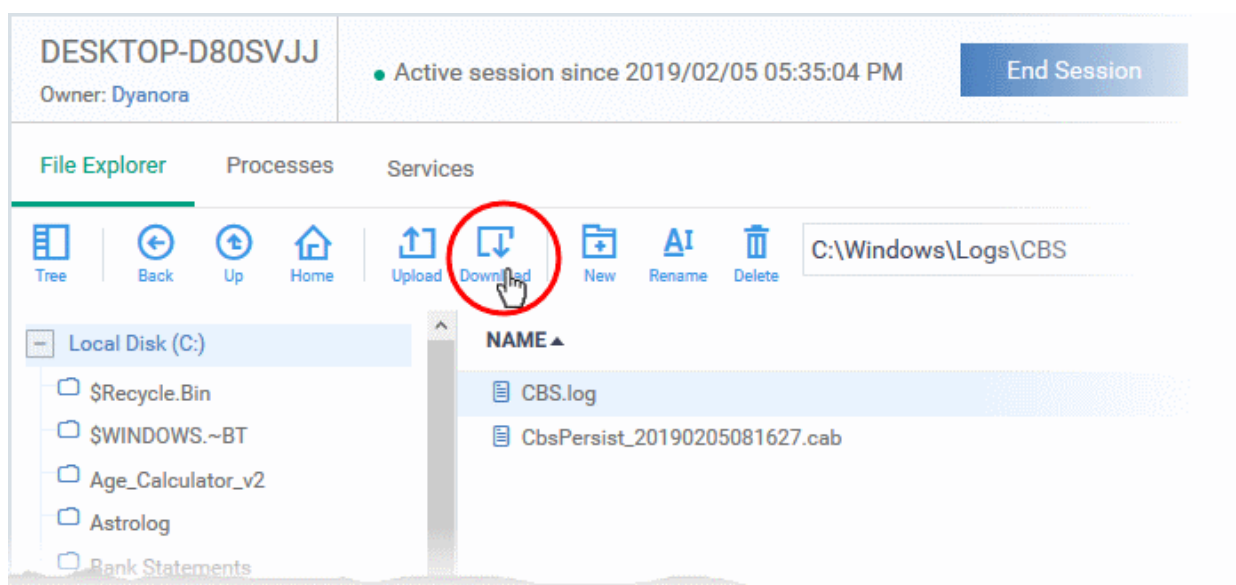 DESKTOP-D80SVJJ
Owner: Dyanora
Active session since 2019/02/05 05:35:04 PM
End Session
File Explorer Processes Services
Tree Back Up Home Upload Download New Rename Delete
C:\Windows\Logs\CBS
Local Disk (C:)
$Recycle.Bin
$WINDOWS.~BT
Age_Calculator_v2
Astrolog
Bank Statements
NAME
CBS.log
CbsPersist_20190205081627.cab